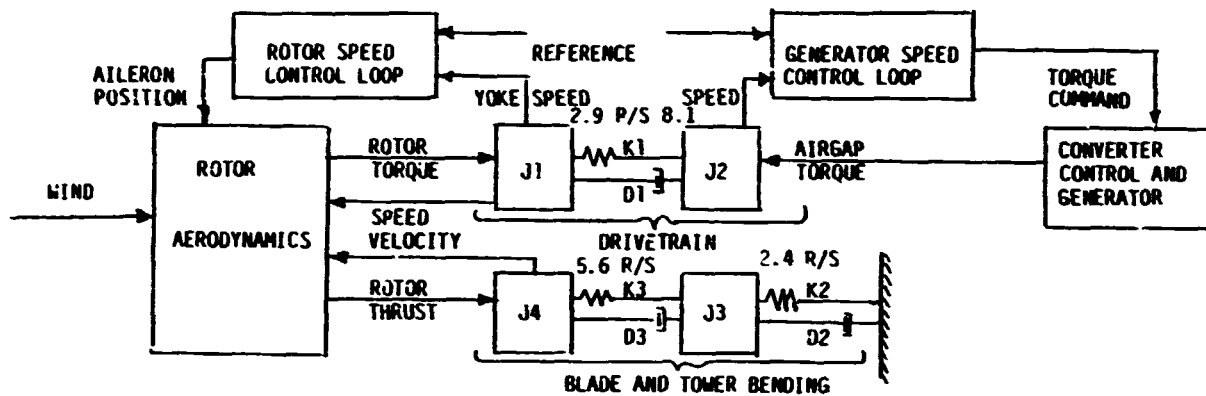 ROTOR SPEED
CONTROL LOOP
REFERENCE
GENERATOR SPEED
CONTROL LOOP
AILERON
POSITION
YOKE SPEED
SPEED
TORQUE
COMMAND
2.9 P/S 8.1
ROTOR
TORQUE
J1
K1
D1
J2
AIRGAP
TORQUE
CONVERTER
CONTROL AND
GENERATOR
WIND
ROTOR
AERODYNAMICS
SPEED
VELOCITY
DRIVETRAIN
5.6 R/S
2.4 R/S
ROTOR
THRUST
J4
K3
D3
J3
K2
D2
BLADE AND TOWER BENDING